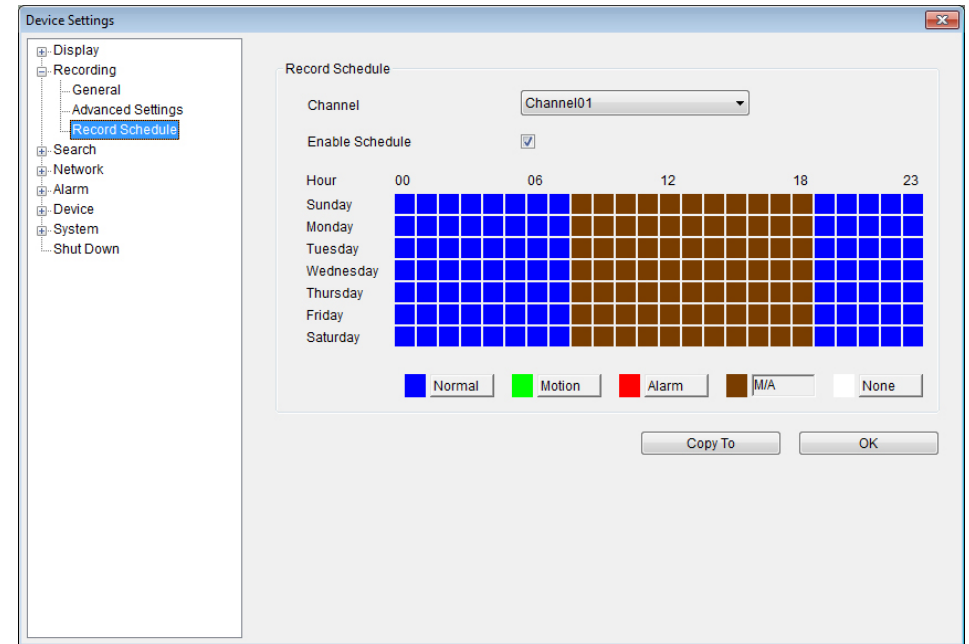 Device Settings
Display
Recording
General
Advanced Settings
Record Schedule
Search
Network
Alarm
Device
System
Shut Down
Record Schedule
Channel Channel01
Enable Schedule
Hour 00 06 12 18 23
Sunday
Monday
Tuesday
Wednesday
Thursday
Friday
Saturday
Normal Motion Alarm M/A None
Copy To OK